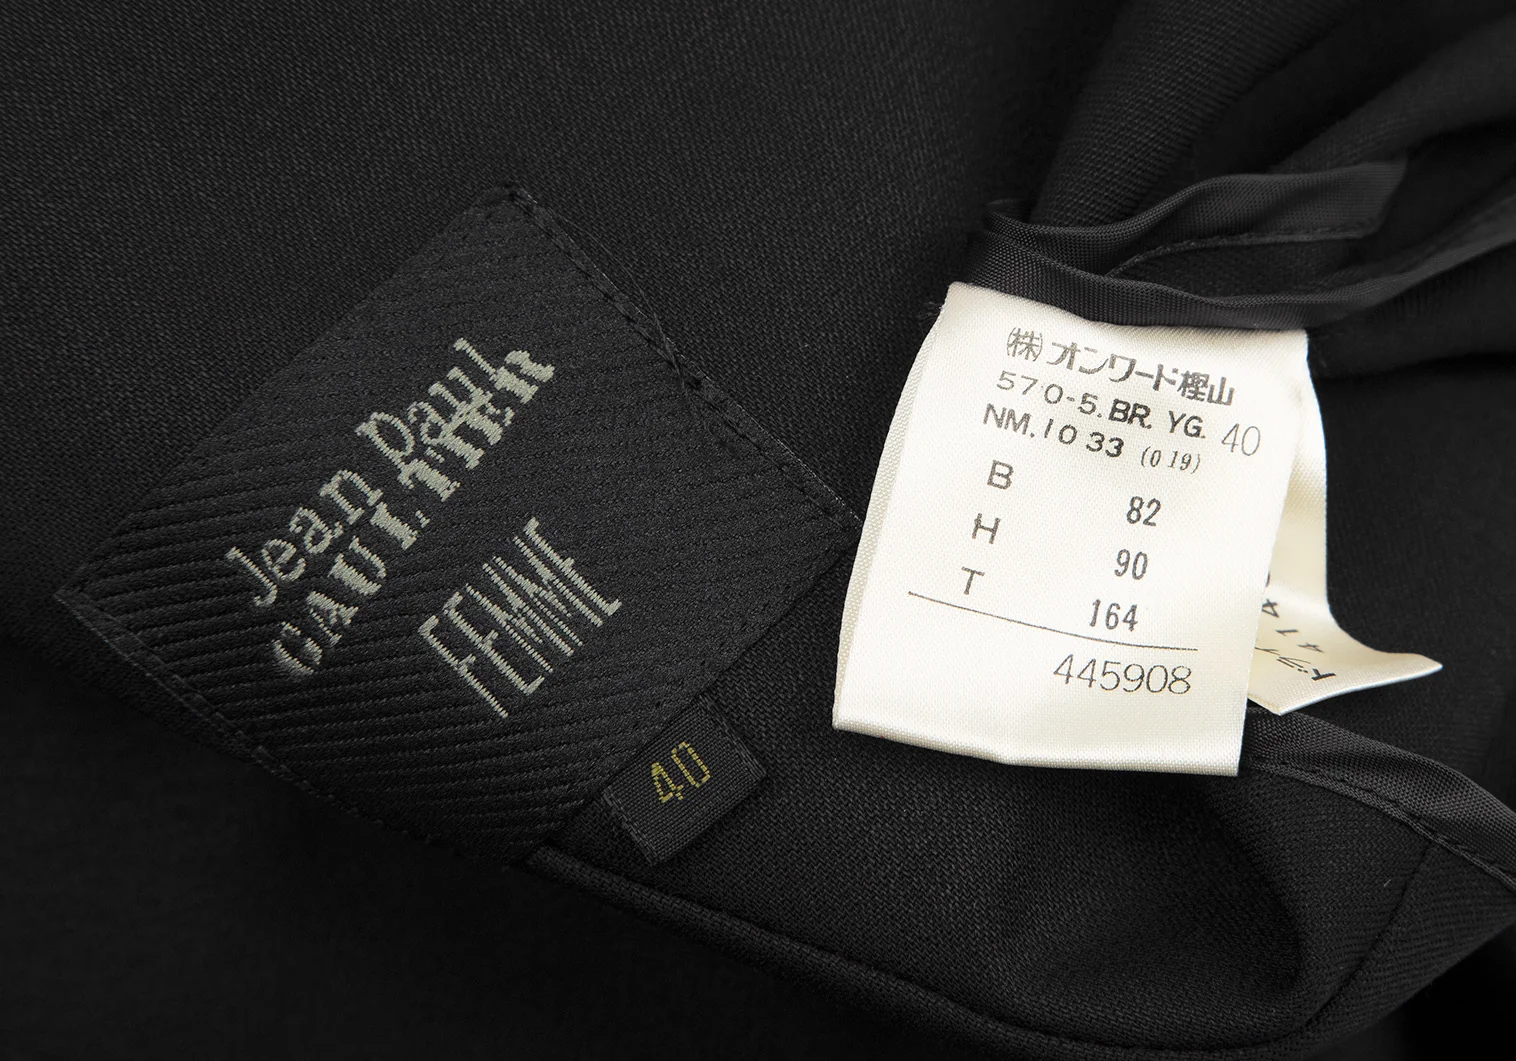 Jean Paul
GAULTIER
FEMME
40
㈱オンワード樫山
570-5.BR. YG. 40
NM.1033 (019)
B 82
H 90
T 164
445908